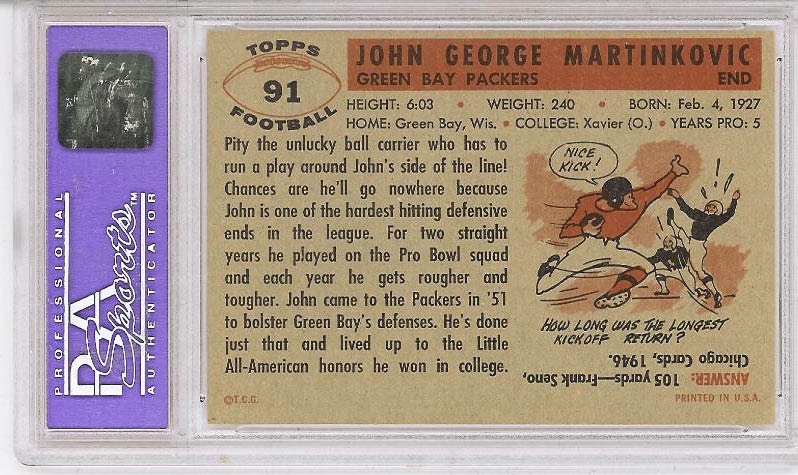 PROFESSIONAL
PSA Sports™
AUTHENTICATOR
TOPPS
91
FOOTBALL
JOHN GEORGE MARTINKOVIC
GREEN BAY PACKERS END
HEIGHT: 6:03 • WEIGHT: 240 • BORN: Feb. 4, 1927
HOME: Green Bay, Wis. • COLLEGE: Xavier (O.) • YEARS PRO: 5
Pity the unlucky ball carrier who has to
run a play around John's side of the line!
Chances are he'll go nowhere because
John is one of the hardest hitting defensive
ends in the league. For two straight
years he played on the Pro Bowl squad
and each year he gets rougher and
tougher. John came to the Packers in '51
to bolster Green Bay's defenses. He's done
just that and lived up to the Little
All-American honors he won in college.
NICE
KICK!
HOW LONG WAS THE LONGEST
KICKOFF RETURN?
ANSWER: 105 yards—Frank Seno,
Chicago Cards, 1946.
©T.C.G.
PRINTED IN U.S.A.